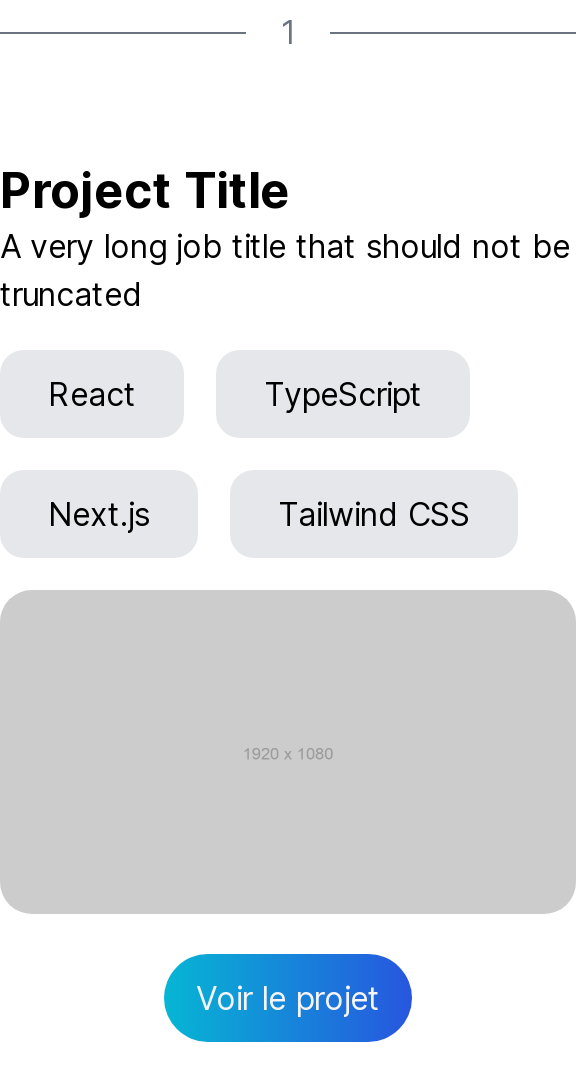 1
Project Title
A very long job title that should not be
truncated
React
TypeScript
Next.js
Tailwind CSS
1920 x 1080
Voir le projet